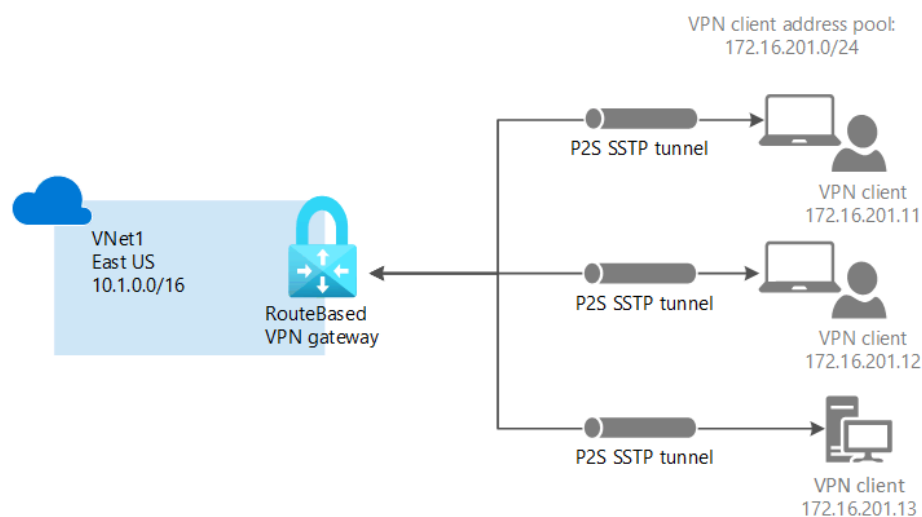 VPN client address pool:
172.16.201.0/24
P2S SSTP tunnel
VPN client
172.16.201.11
VNet1
East US
10.1.0.0/16
RouteBased
VPN gateway
P2S SSTP tunnel
VPN client
172.16.201.12
P2S SSTP tunnel
VPN client
172.16.201.13